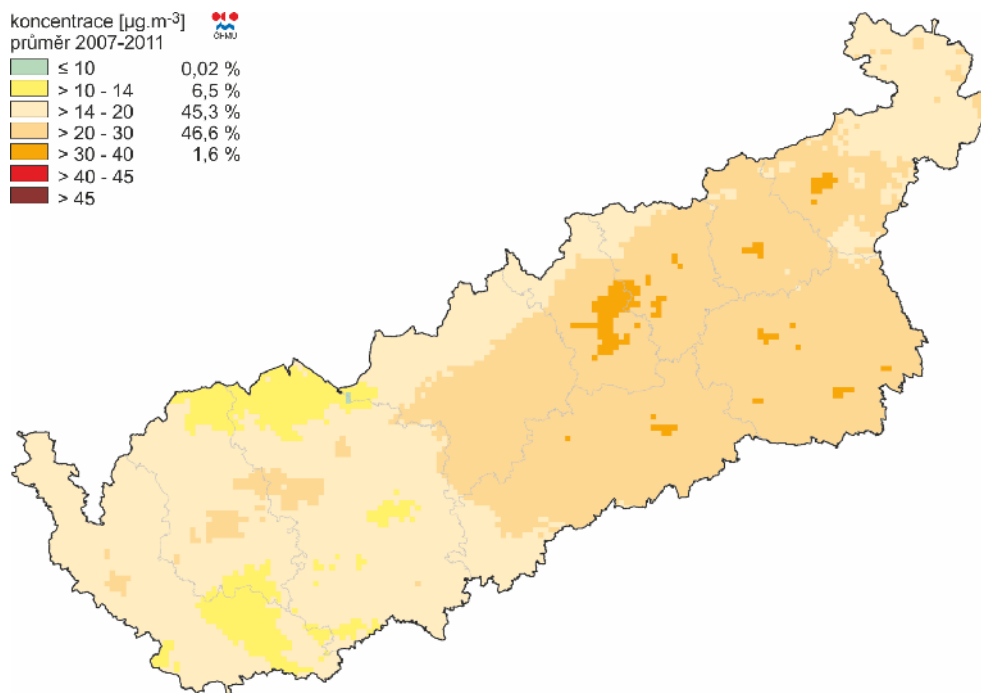 koncentrace [µg.m-3]
ČHMÚ
průměr 2007-2011
≤ 10 0,02 %
> 10 - 14 6,5 %
> 14 - 20 45,3 %
> 20 - 30 46,6 %
> 30 - 40 1,6 %
> 40 - 45
> 45